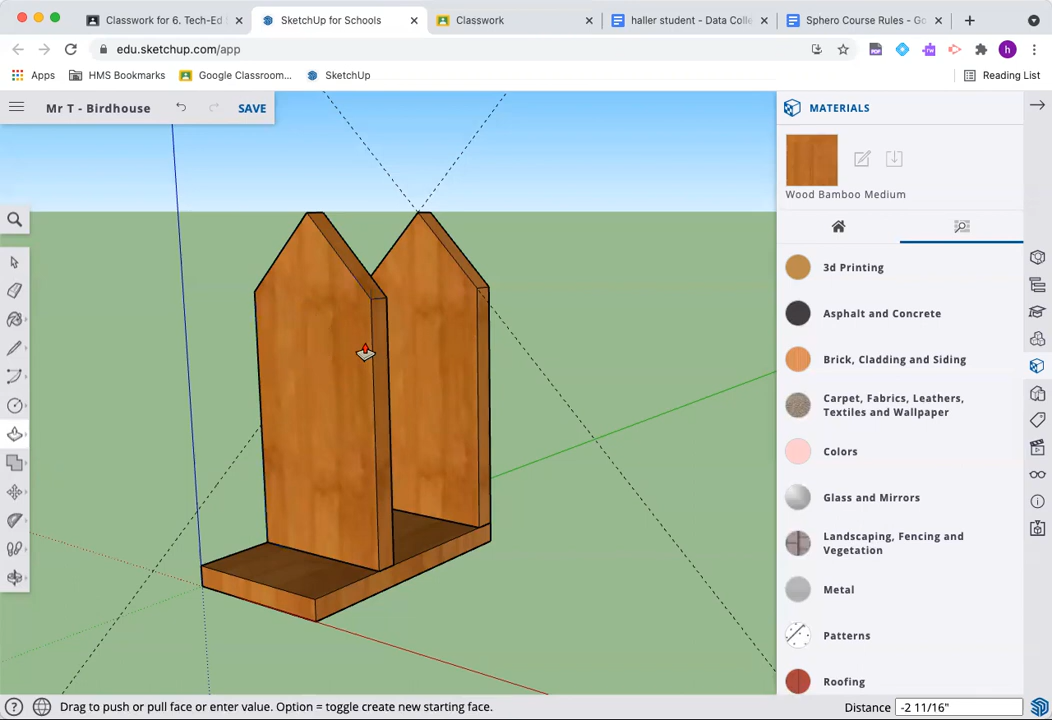 Classwork for 6. Tech-Ed
SketchUp for Schools
Classwork
haller student - Data Colle
Sphero Course Rules - Go
edu.sketchup.com/app
h
Apps
HMS Bookmarks
Google Classroom...
SketchUp
Reading List
Mr T - Birdhouse
SAVE
MATERIALS
Wood Bamboo Medium
3d Printing
Asphalt and Concrete
Brick, Cladding and Siding
Carpet, Fabrics, Leathers,
Textiles and Wallpaper
Colors
Glass and Mirrors
Landscaping, Fencing and
Vegetation
Metal
Patterns
Roofing
Drag to push or pull face or enter value. Option = toggle create new starting face.
Distance
-2 11/16"